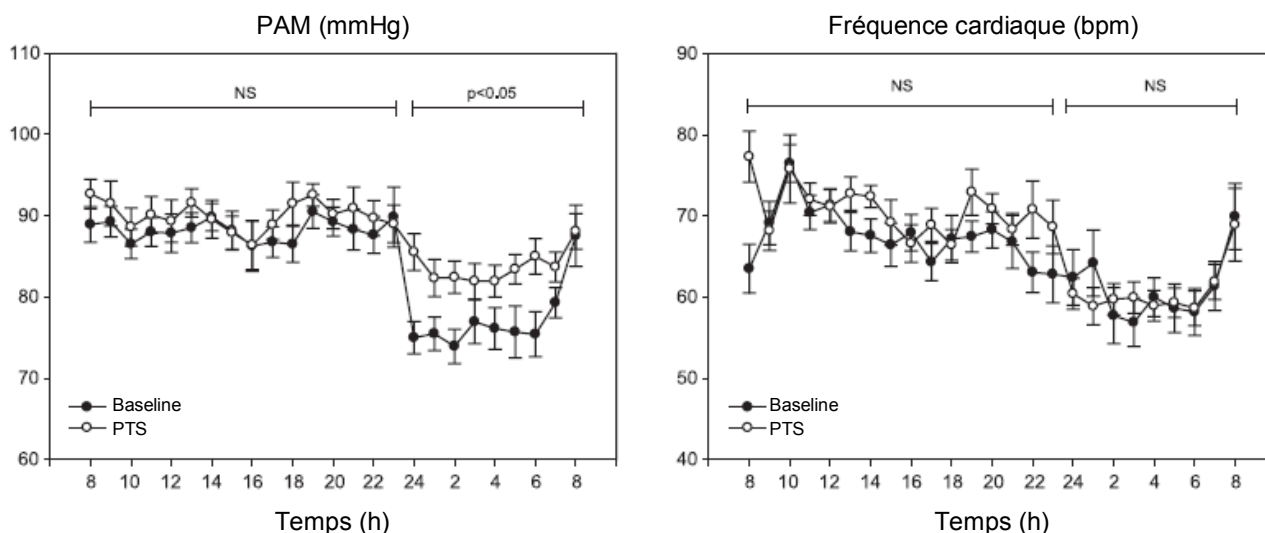 PAM (mmHg)
110
100
90
80
70
60
NS
p<0.05
Baseline
PTS
8 10 12 14 16 18 20 22 24 2 4 6 8
Temps (h)
Fréquence cardiaque (bpm)
90
80
70
60
50
40
NS
NS
Baseline
PTS
8 10 12 14 16 18 20 22 24 2 4 6 8
Temps (h)